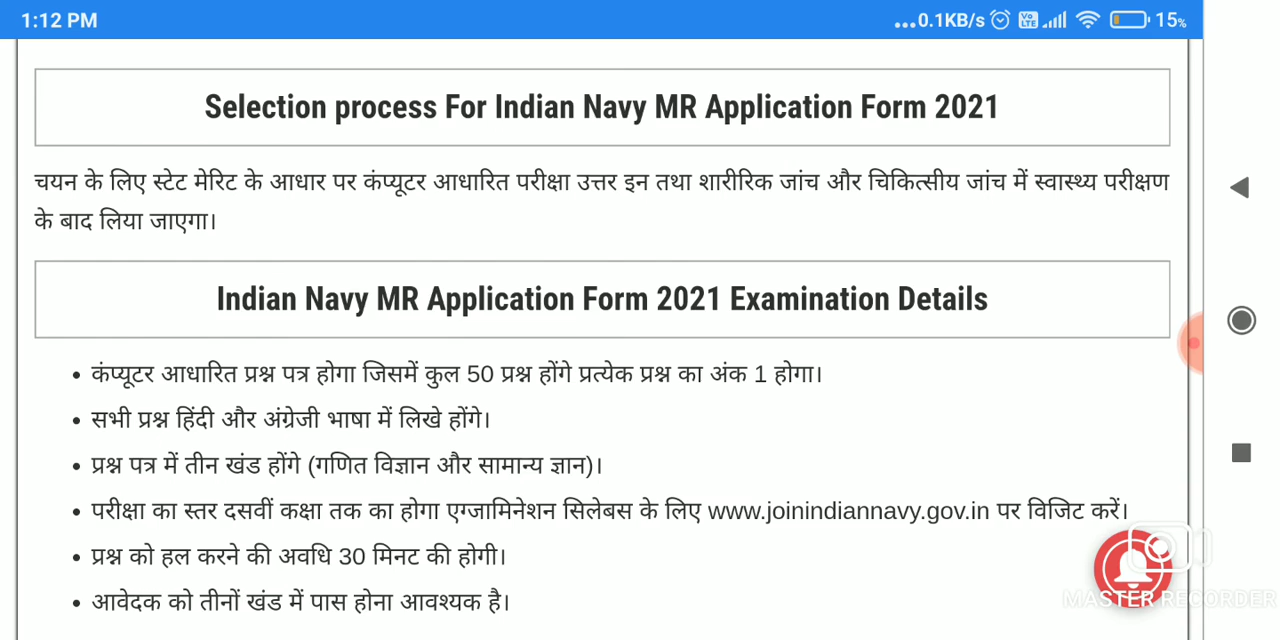 1:12 PM
...0.1KB/s Vo LTE 15%
Selection process For Indian Navy MR Application Form 2021
चयन के लिए स्टेट मेरिट के आधार पर कंप्यूटर आधारित परीक्षा उत्तर इन तथा शारीरिक जांच और चिकित्सीय जांच में स्वास्थ्य परीक्षण
के बाद लिया जाएगा।
Indian Navy MR Application Form 2021 Examination Details
• कंप्यूटर आधारित प्रश्न पत्र होगा जिसमें कुल 50 प्रश्न होंगे प्रत्येक प्रश्न का अंक 1 होगा।
• सभी प्रश्न हिंदी और अंग्रेजी भाषा में लिखे होंगे।
• प्रश्न पत्र में तीन खंड होंगे (गणित विज्ञान और सामान्य ज्ञान)।
• परीक्षा का स्तर दसवीं कक्षा तक का होगा एग्जामिनेशन सिलेबस के लिए www.joinindiannavy.gov.in पर विजिट करें।
• प्रश्न को हल करने की अवधि 30 मिनट की होगी।
• आवेदक को तीनों खंड में पास होना आवश्यक है।
MASTER RECORDER